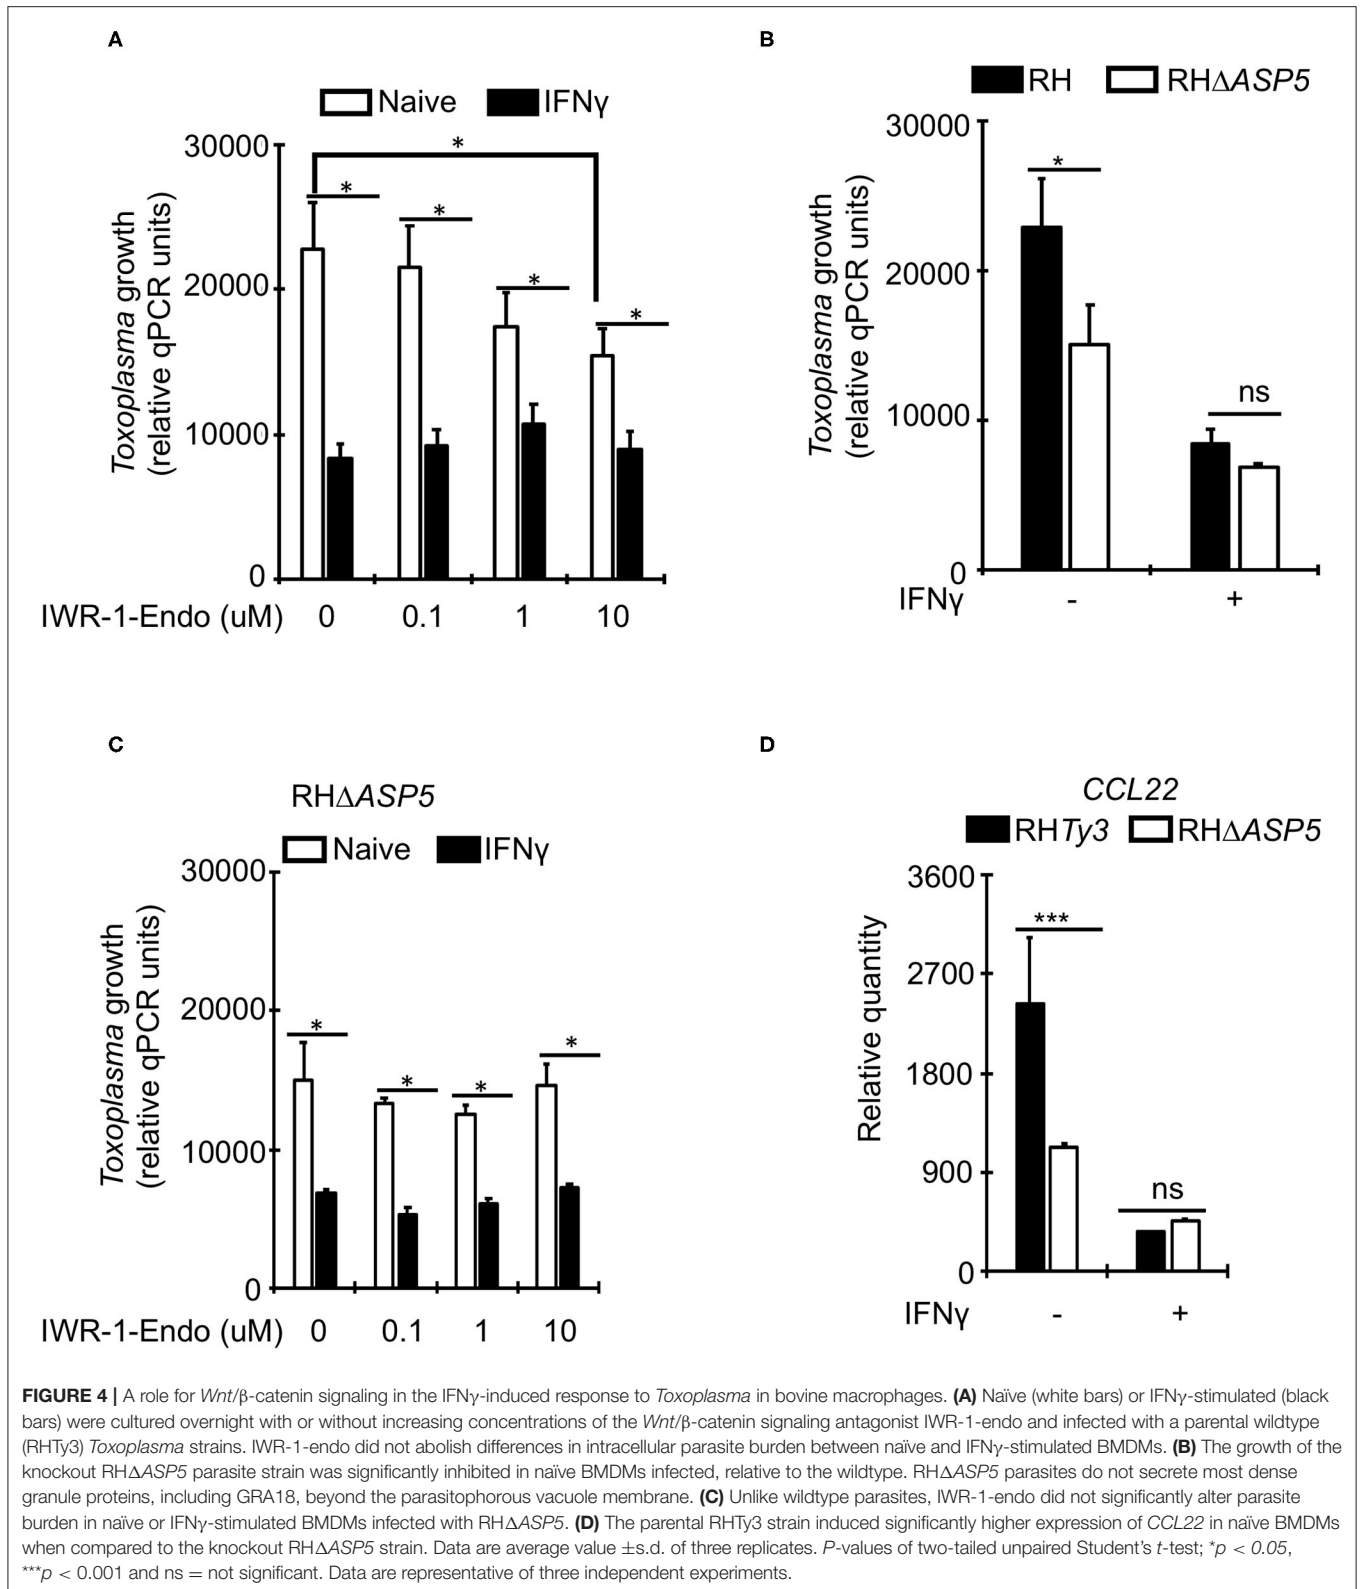 A
Naive IFNγ
30000
20000
10000
0
Toxoplasma growth
(relative qPCR units)
*
*
*
*
*
IWR-1-Endo (uM) 0 0.1 1 10
B
RH RHΔASP5
30000
20000
10000
0
Toxoplasma growth
(relative qPCR units)
*
ns
IFNγ - +
C
RHΔASP5
Naive IFNγ
30000
20000
10000
0
Toxoplasma growth
(relative qPCR units)
*
*
*
*
IWR-1-Endo (uM) 0 0.1 1 10
D
CCL22
RHTy3 RHΔASP5
3600
2700
1800
900
0
Relative quantity
***
ns
IFNγ - +
FIGURE 4 | A role for Wnt/β-catenin signaling in the IFNγ-induced response to Toxoplasma in bovine macrophages. (A) Naïve (white bars) or IFNγ-stimulated (black
bars) were cultured overnight with or without increasing concentrations of the Wnt/β-catenin signaling antagonist IWR-1-endo and infected with a parental wildtype
(RHTy3) Toxoplasma strains. IWR-1-endo did not abolish differences in intracellular parasite burden between naïve and IFNγ-stimulated BMDMs. (B) The growth of the
knockout RHΔASP5 parasite strain was significantly inhibited in naïve BMDMs infected, relative to the wildtype. RHΔASP5 parasites do not secrete most dense
granule proteins, including GRA18, beyond the parasitophorous vacuole membrane. (C) Unlike wildtype parasites, IWR-1-endo did not significantly alter parasite
burden in naïve or IFNγ-stimulated BMDMs infected with RHΔASP5. (D) The parental RHTy3 strain induced significantly higher expression of CCL22 in naïve BMDMs
when compared to the knockout RHΔASP5 strain. Data are average value ±s.d. of three replicates. P-values of two-tailed unpaired Student's t-test; *p < 0.05,
***p < 0.001 and ns = not significant. Data are representative of three independent experiments.